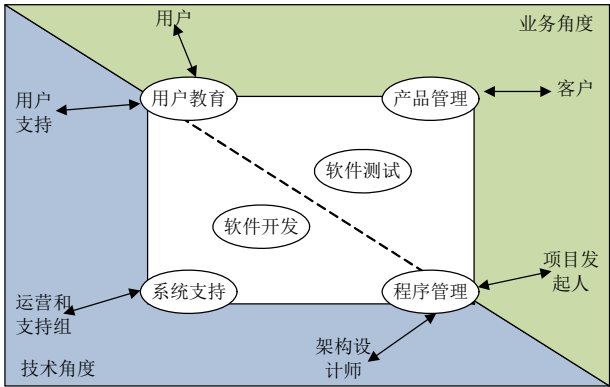 用户
业务角度
用户
支持
用户教育
产品管理
客户
软件测试
软件开发
运营和
支持组
系统支持
程序管理
项目发
起人
架构设
计师
技术角度